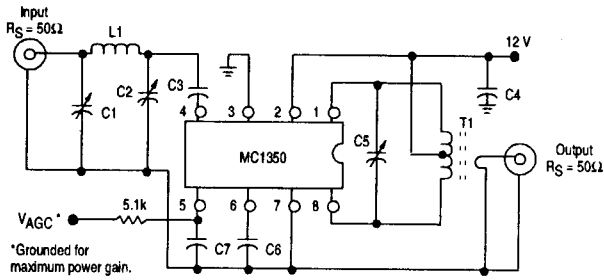 Input
RS = 50Ω
L1
12 V
C1
C2
C3
C4
4
3
2
1
MC1350
C5
T1
Output
RS = 50Ω
5
6
7
8
VAGC*
5.1k
C7
C6
*Grounded for
maximum power gain.